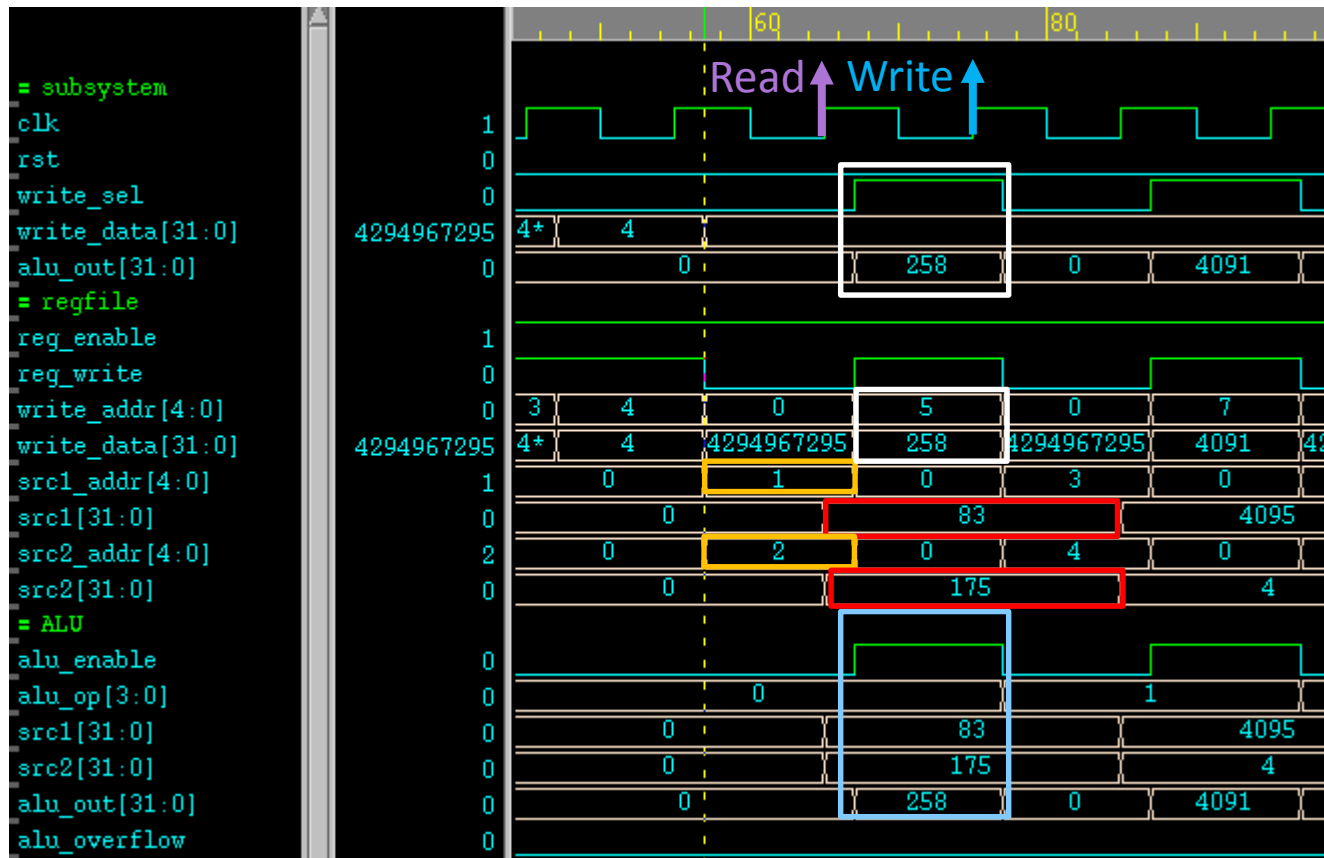 60 80
Read Write
= subsystem
clk 1
rst 0
write_sel 0
write_data[31:0] 4294967295 4* 4
alu_out[31:0] 0 0 258 0 4091
= regfile
reg_enable 1
reg_write 0
write_addr[4:0] 0 3 4 0 5 0 7
write_data[31:0] 4294967295 4* 4 4294967295 258 4294967295 4091 42
src1_addr[4:0] 1 0 1 0 3 0
src1[31:0] 0 0 83 4095
src2_addr[4:0] 2 0 2 0 4 0
src2[31:0] 0 0 175 4
= ALU
alu_enable 0
alu_op[3:0] 0 0 1
src1[31:0] 0 0 83 4095
src2[31:0] 0 0 175 4
alu_out[31:0] 0 0 258 0 4091
alu_overflow 0